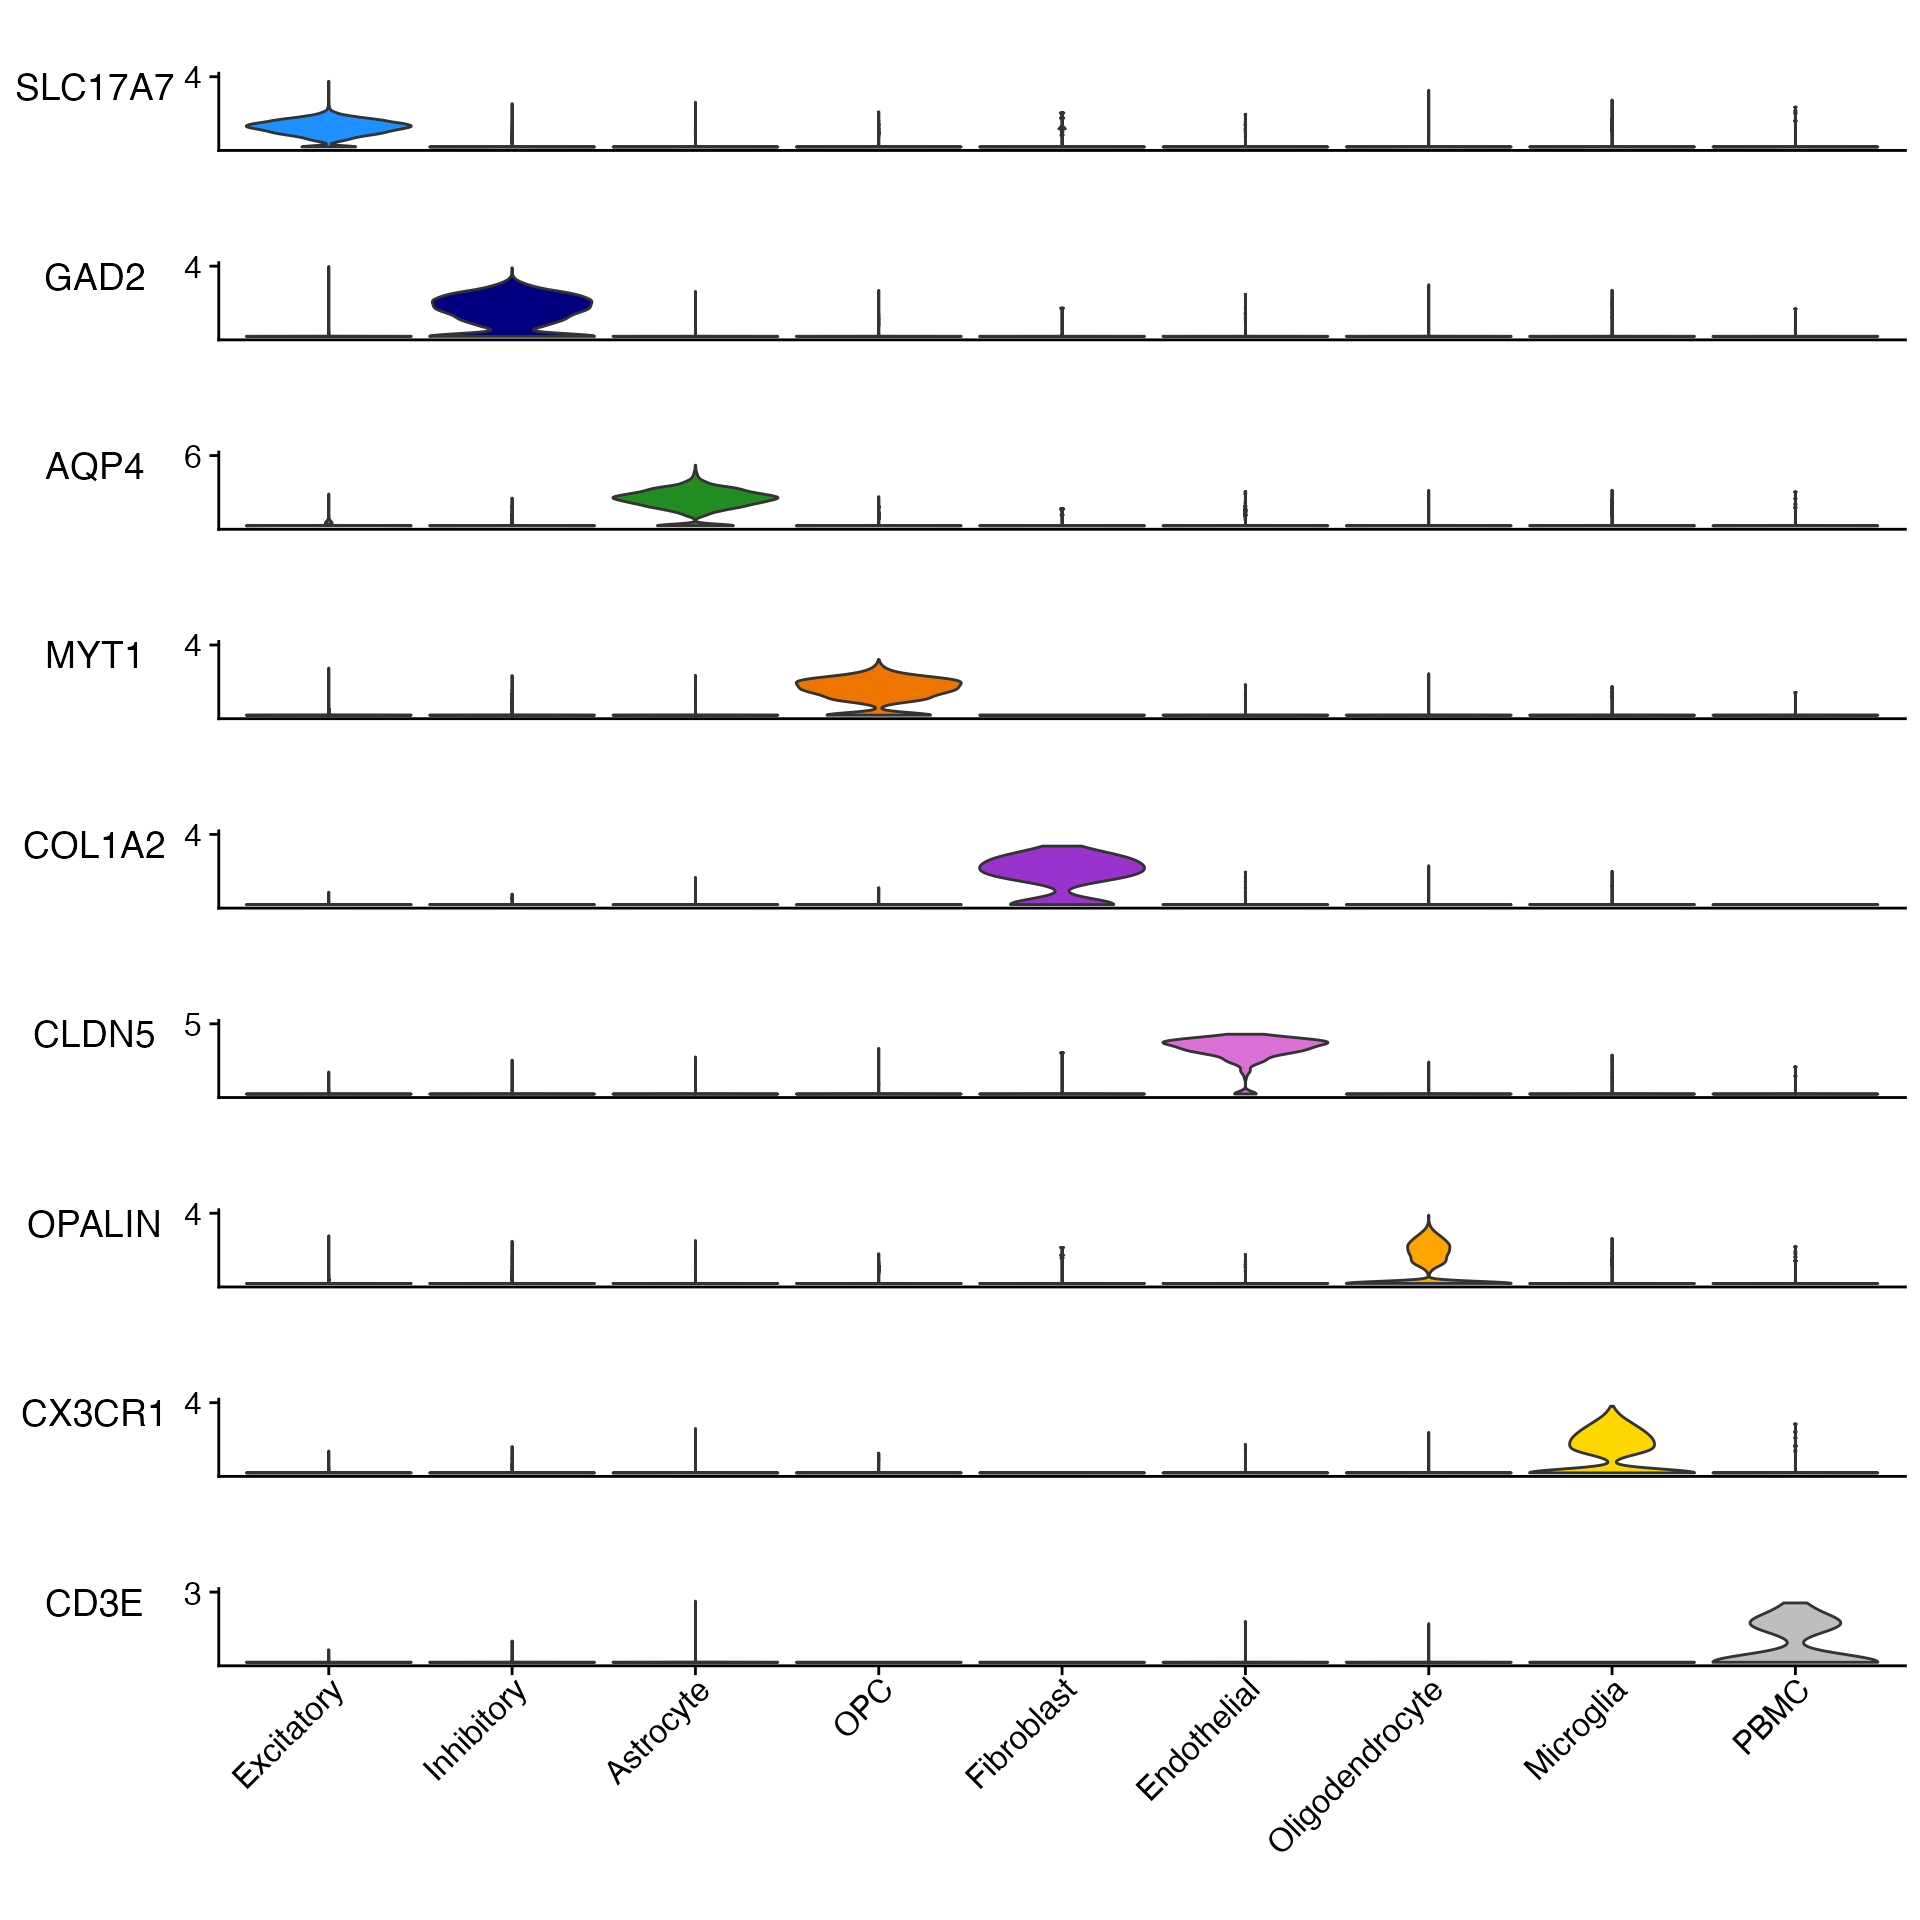 SLC17A7 4
GAD2 4
AQP4 6
MYT1 4
COL1A2 4
CLDN5 5
OPALIN 4
CX3CR1 4
CD3E 3
Excitatory Inhibitory Astrocyte OPC Fibroblast Endothelial Oligodendrocyte Microglia PBMC